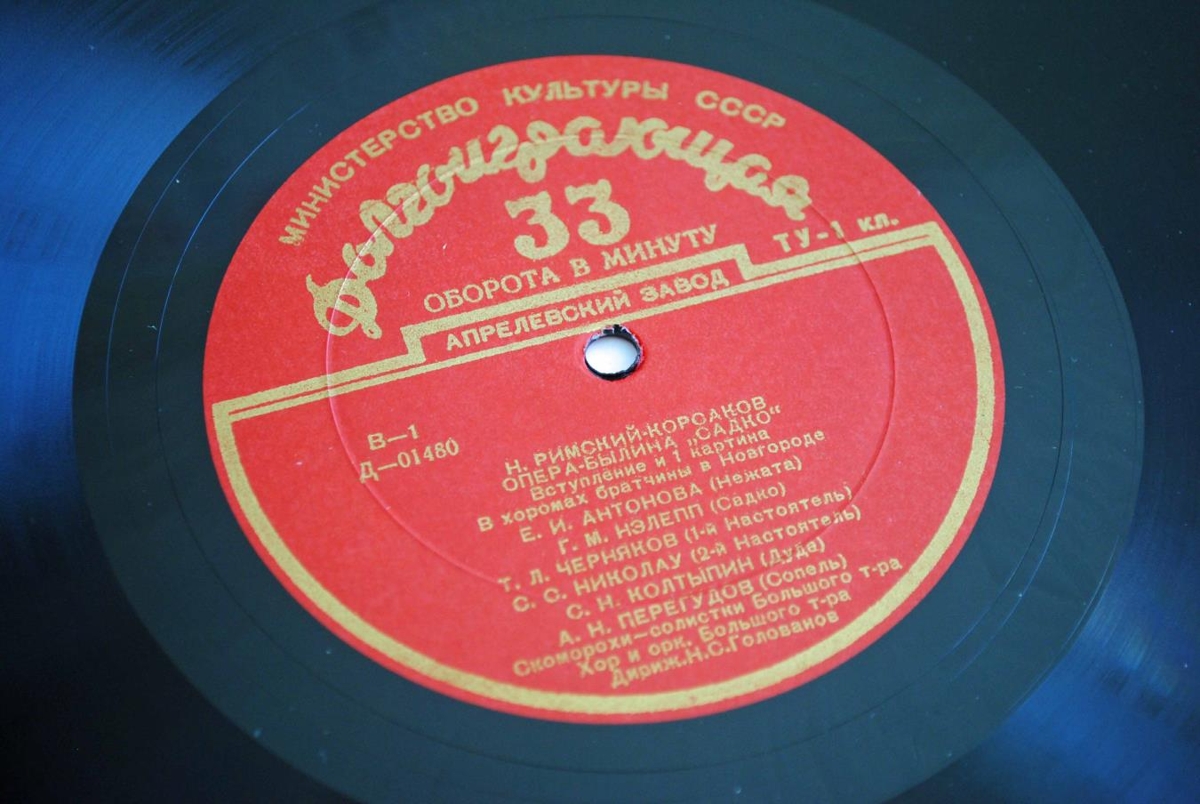 МИНИСТЕРСТВО КУЛЬТУРЫ СССР
Долгоиграющая
33
ОБОРОТА В МИНУТУ
ТУ-1 кл.
АПРЕЛЕВСКИЙ ЗАВОД
В—1
Д—01480
Н. РИМСКИЙ-КОРСАКОВ
ОПЕРА-БЫЛИНА „САДКО“
Вступление и 1 картина
В хоромах братчины в Новгороде
Е. И. АНТОНОВА (Нежата)
Г. М. НЭЛЕПП (Садко)
Т. Л. ЧЕРНЯКОВ (1-й Настоятель)
С. С. НИКОЛАУ (2-й Настоятель)
С. Н. КОЛТЫПИН (Дуда)
А. Н. ПЕРЕГУДОВ (Сопель)
Скоморохи—солистки Большого т-ра
Хор и орк. Большого т-ра
Дириж.Н.С.Голованов